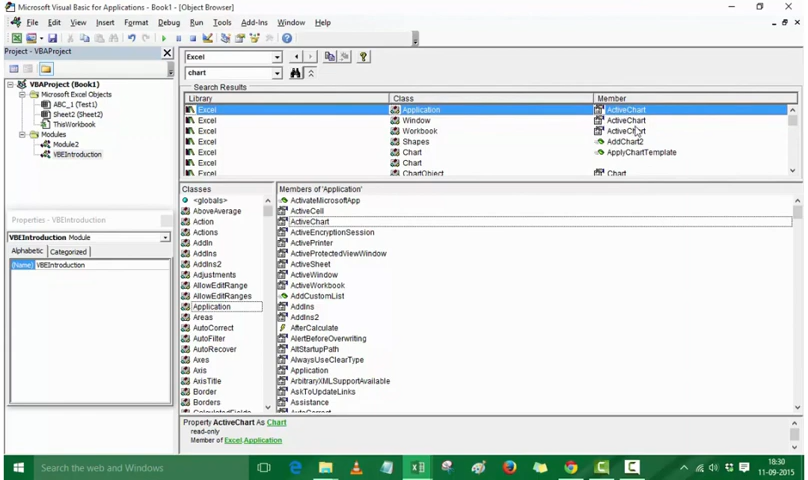 Microsoft Visual Basic for Applications - Book1 - [Object Browser]
File Edit View Insert Format Debug Run Tools Add-Ins Window Help
Project - VBAProject
VBAProject (Book1)
Microsoft Excel Objects
ABC_1 (Test1)
Sheet2 (Sheet2)
ThisWorkbook
Modules
Module2
VBEIntroduction
Properties - VBEIntroduction
VBEIntroduction Module
Alphabetic Categorized
(Name) VBEIntroduction
Excel
chart
Search Results
Library Class Member
Excel Application ActiveChart
Excel Window ActiveChart
Excel Workbook ActiveChart
Excel Shapes AddChart2
Excel Chart ApplyChartTemplate
Excel Chart
Excel ChartObject Chart
Classes
<globals>
AboveAverage
Action
Actions
AddIn
AddIns
AddIns2
Adjustments
AllowEditRange
AllowEditRanges
Application
Areas
AutoCorrect
AutoFilter
AutoRecover
Axes
Axis
AxisTitle
Border
Borders
CalculatedFields
Members of 'Application'
ActivateMicrosoftApp
ActiveCell
ActiveChart
ActiveEncryptionSession
ActivePrinter
ActiveProtectedViewWindow
ActiveSheet
ActiveWindow
ActiveWorkbook
AddCustomList
AddIns
AddIns2
AfterCalculate
AlertBeforeOverwriting
AltStartupPath
AlwaysUseClearType
Application
ArbitraryXMLSupportAvailable
AskToUpdateLinks
Assistance
AutoCorrect
Property ActiveChart As Chart
read-only
Member of Excel.Application
Search the web and Windows
18:30
11-09-2015